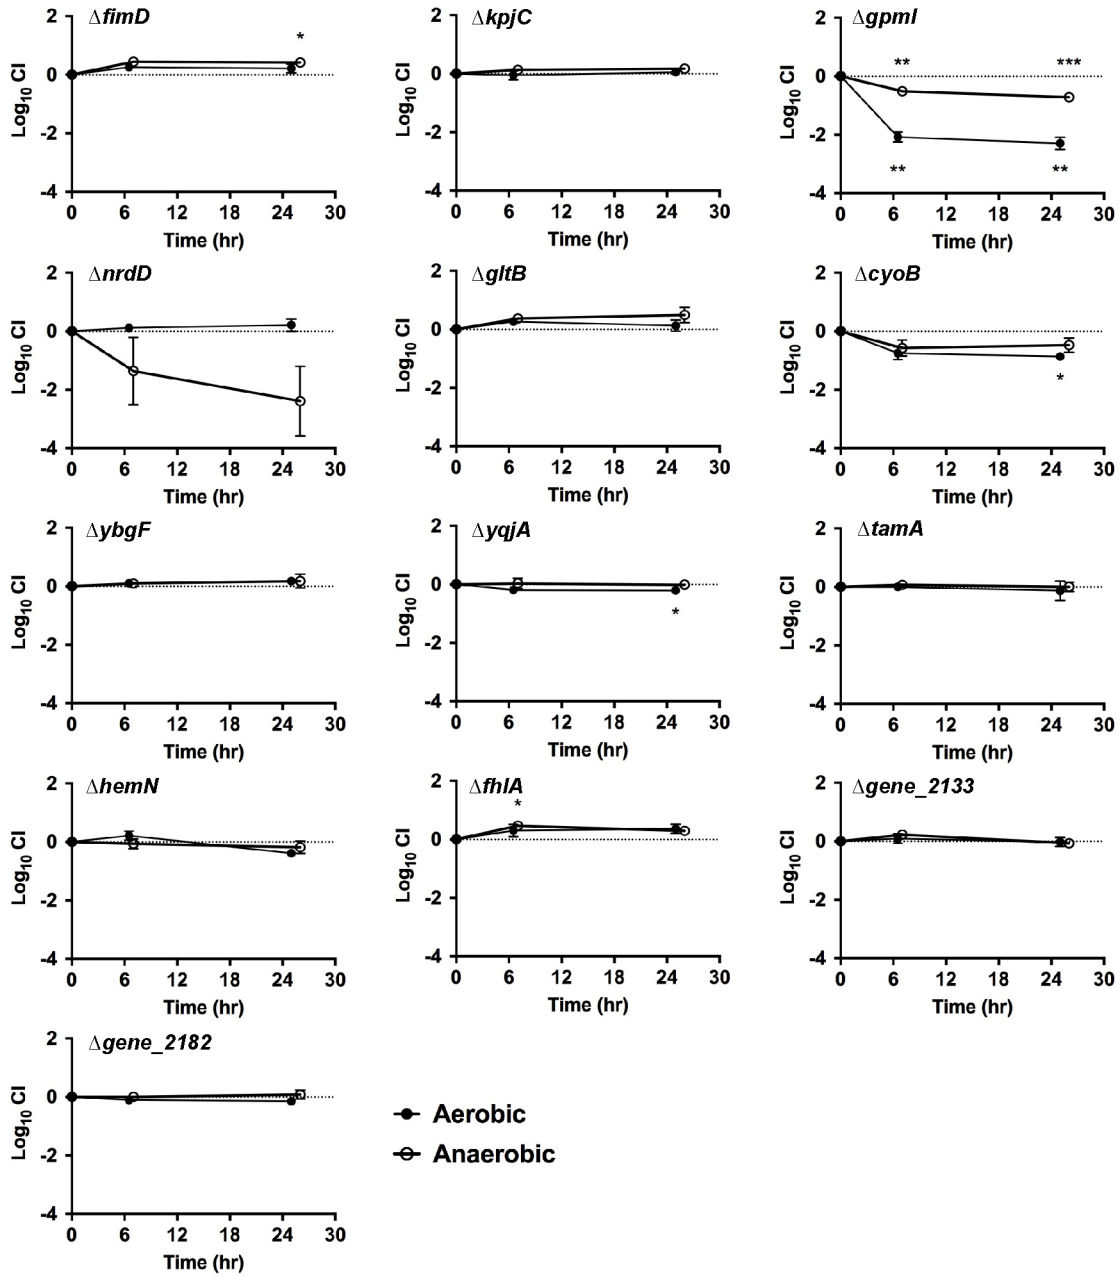 ΔfimD
*
2
0
-2
-4
Log10 CI
0 6 12 18 24 30
Time (hr)
ΔkpjC
2
0
-2
-4
Log10 CI
0 6 12 18 24 30
Time (hr)
ΔgpmI
** ***
** **
2
0
-2
-4
Log10 CI
0 6 12 18 24 30
Time (hr)
ΔnrdD
2
0
-2
-4
Log10 CI
0 6 12 18 24 30
Time (hr)
ΔgltB
2
0
-2
-4
Log10 CI
0 6 12 18 24 30
Time (hr)
ΔcyoB
*
2
0
-2
-4
Log10 CI
0 6 12 18 24 30
Time (hr)
ΔybgF
2
0
-2
-4
Log10 CI
0 6 12 18 24 30
Time (hr)
ΔyqjA
*
2
0
-2
-4
Log10 CI
0 6 12 18 24 30
Time (hr)
ΔtamA
2
0
-2
-4
Log10 CI
0 6 12 18 24 30
Time (hr)
ΔhemN
2
0
-2
-4
Log10 CI
0 6 12 18 24 30
Time (hr)
ΔfhlA
*
2
0
-2
-4
Log10 CI
0 6 12 18 24 30
Time (hr)
Δgene_2133
2
0
-2
-4
Log10 CI
0 6 12 18 24 30
Time (hr)
Δgene_2182
2
0
-2
-4
Log10 CI
0 6 12 18 24 30
Time (hr)
Aerobic
Anaerobic